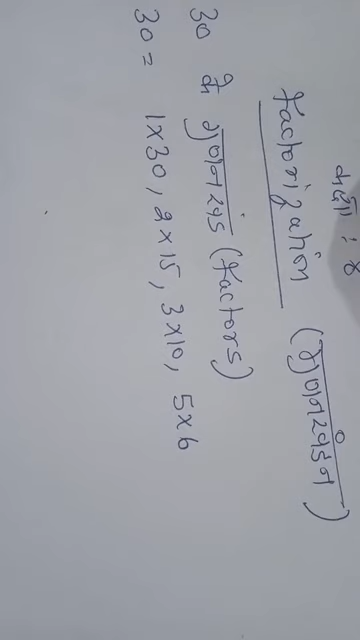 कक्षा : 8
Factorization (गुणनखंडन)
30 के गुणनखंड (Factors)
30 = 1×30, 2×15, 3×10, 5×6